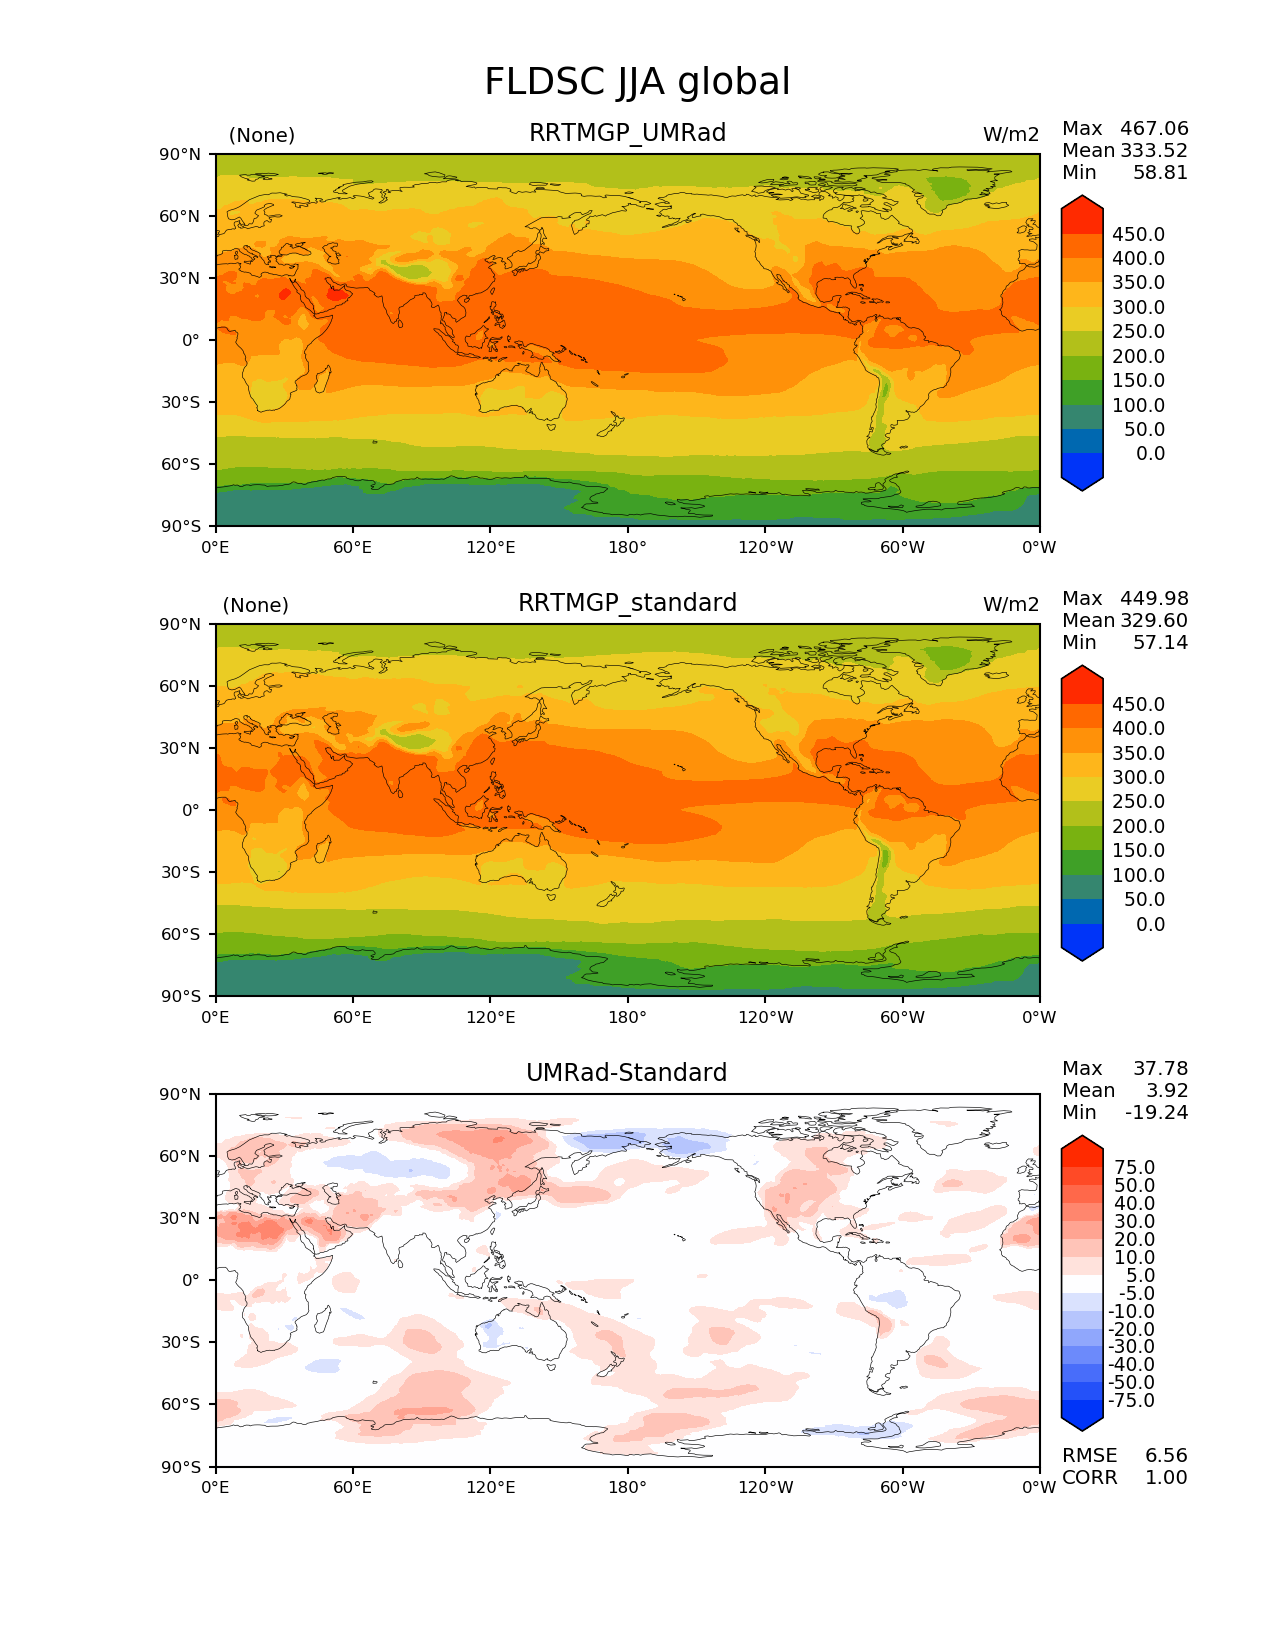 FLDSC JJA global
(None) RRTMGP_UMRad W/m2
Max 467.06
Mean 333.52
Min 58.81
90°N
60°N
30°N
0°
30°S
60°S
90°S
0°E 60°E 120°E 180° 120°W 60°W 0°W
450.0
400.0
350.0
300.0
250.0
200.0
150.0
100.0
50.0
0.0
(None) RRTMGP_standard W/m2
Max 449.98
Mean 329.60
Min 57.14
90°N
60°N
30°N
0°
30°S
60°S
90°S
0°E 60°E 120°E 180° 120°W 60°W 0°W
450.0
400.0
350.0
300.0
250.0
200.0
150.0
100.0
50.0
0.0
UMRad-Standard
Max 37.78
Mean 3.92
Min -19.24
90°N
60°N
30°N
0°
30°S
60°S
90°S
0°E 60°E 120°E 180° 120°W 60°W 0°W
75.0
50.0
40.0
30.0
20.0
10.0
5.0
-5.0
-10.0
-20.0
-30.0
-40.0
-50.0
-75.0
RMSE 6.56
CORR 1.00